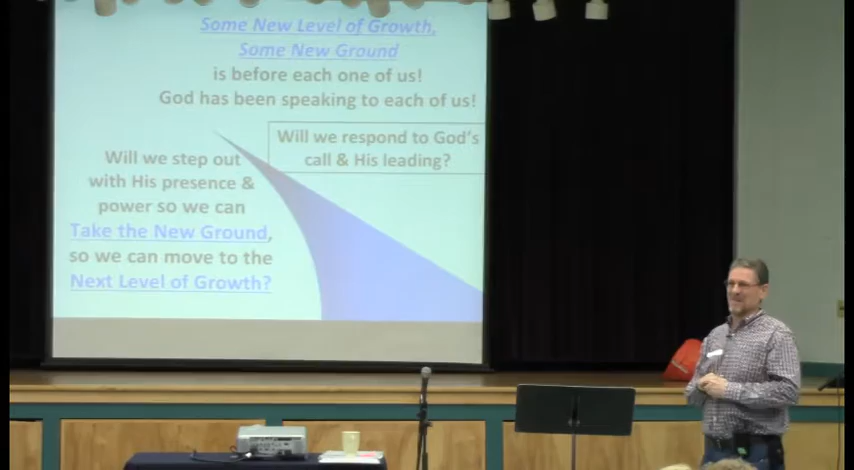 Some New Level of Growth,
Some New Ground
is before each one of us!
God has been speaking to each of us!
Will we respond to God's
call & His leading?
Will we step out
with His presence &
power so we can
Take the New Ground,
so we can move to the
Next Level of Growth?